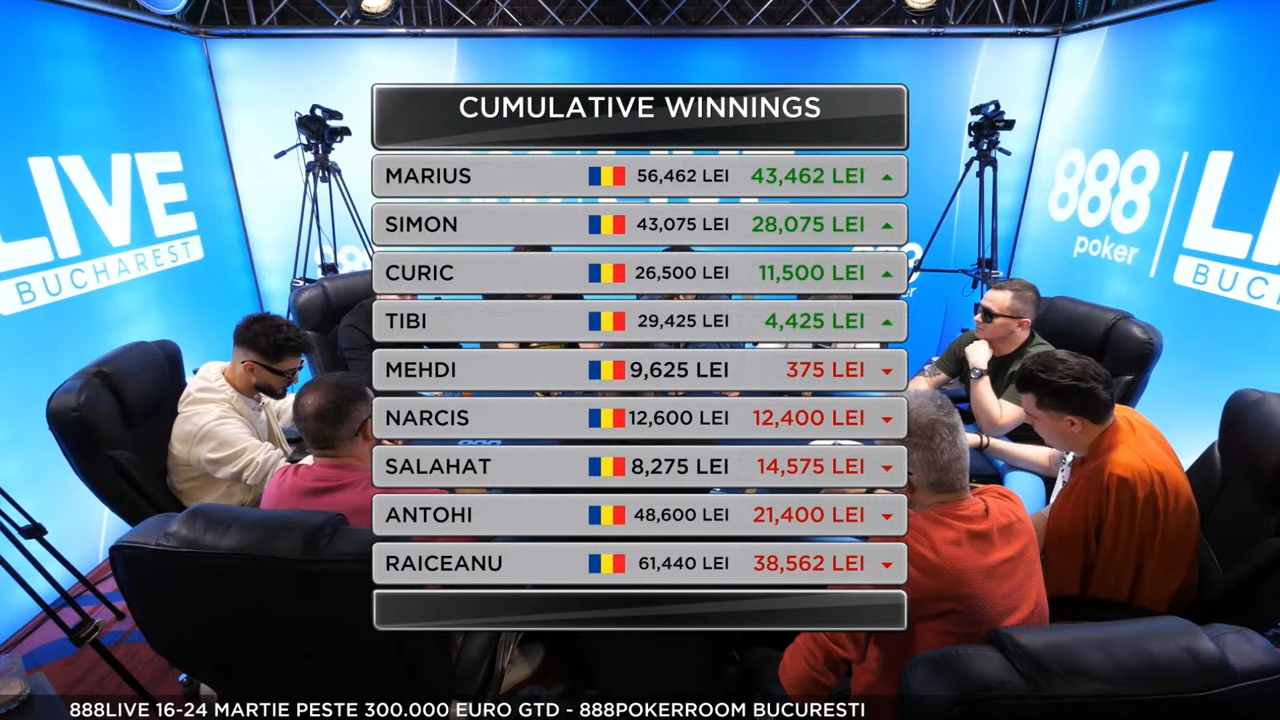 CUMULATIVE WINNINGS
MARIUS 56,462 LEI 43,462 LEI
SIMON 43,075 LEI 28,075 LEI
CURIC 26,500 LEI 11,500 LEI
TIBI 29,425 LEI 4,425 LEI
MEHDI 9,625 LEI 375 LEI
NARCIS 12,600 LEI 12,400 LEI
SALAHAT 8,275 LEI 14,575 LEI
ANTOHI 48,600 LEI 21,400 LEI
RAICEANU 61,440 LEI 38,562 LEI
LIVE
BUCHAREST
888
poker
888LIVE 16-24 MARTIE PESTE 300.000 EURO GTD - 888POKERROOM BUCURESTI